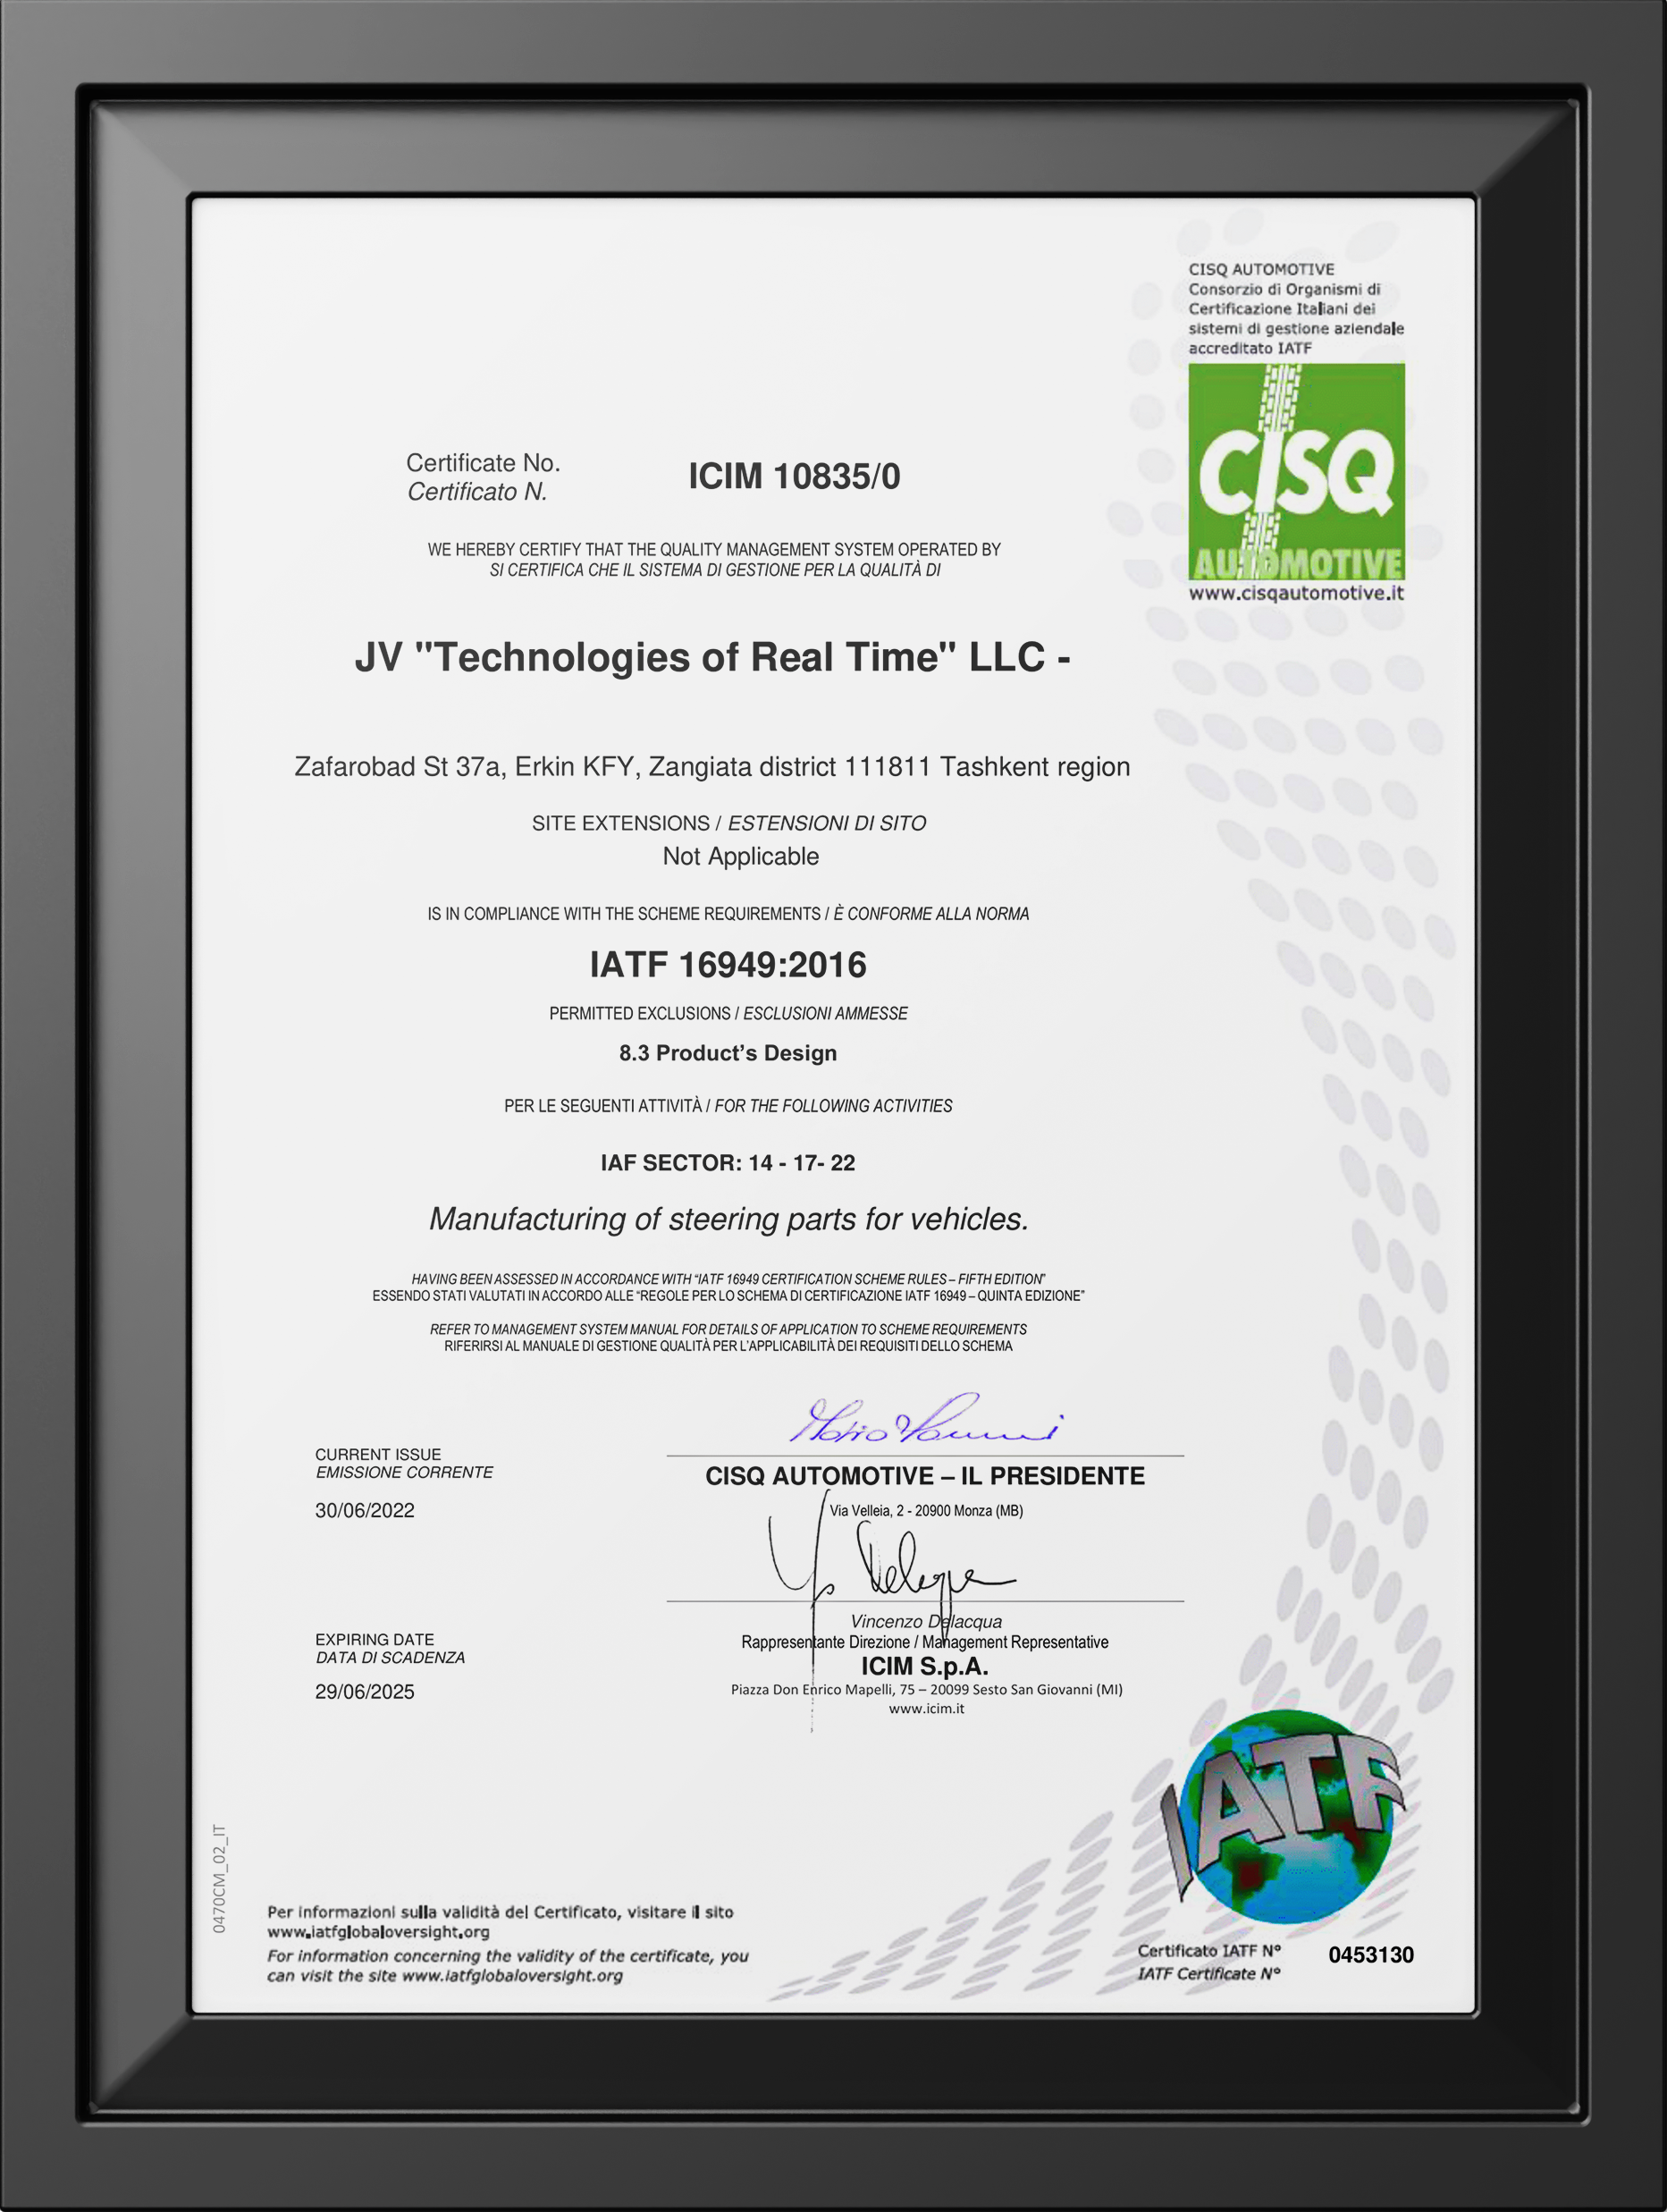 CISQ AUTOMOTIVE
Consorzio di Organismi di
Certificazione Italiani dei
sistemi di gestione aziendale
accreditato IATF
CISQ
AUTOMOTIVE
www.cisqautomotive.it
Certificate No.
Certificato N.
ICIM 10835/0
WE HEREBY CERTIFY THAT THE QUALITY MANAGEMENT SYSTEM OPERATED BY
SI CERTIFICA CHE IL SISTEMA DI GESTIONE PER LA QUALITÀ DI
JV "Technologies of Real Time" LLC -
Zafarobad St 37a, Erkin KFY, Zangiata district 111811 Tashkent region
SITE EXTENSIONS / ESTENSIONI DI SITO
Not Applicable
IS IN COMPLIANCE WITH THE SCHEME REQUIREMENTS / È CONFORME ALLA NORMA
IATF 16949:2016
PERMITTED EXCLUSIONS / ESCLUSIONI AMMESSE
8.3 Product’s Design
PER LE SEGUENTI ATTIVITÀ / FOR THE FOLLOWING ACTIVITIES
IAF SECTOR: 14 - 17- 22
Manufacturing of steering parts for vehicles.
HAVING BEEN ASSESSED IN ACCORDANCE WITH “IATF 16949 CERTIFICATION SCHEME RULES – FIFTH EDITION”
ESSENDO STATI VALUTATI IN ACCORDO ALLE “REGOLE PER LO SCHEMA DI CERTIFICAZIONE IATF 16949 – QUINTA EDIZIONE”
REFER TO MANAGEMENT SYSTEM MANUAL FOR DETAILS OF APPLICATION TO SCHEME REQUIREMENTS
RIFERIRSI AL MANUALE DI GESTIONE QUALITÀ PER L'APPLICABILITÀ DEI REQUISITI DELLO SCHEMA
CURRENT ISSUE
EMISSIONE CORRENTE
30/06/2022
CISQ AUTOMOTIVE – IL PRESIDENTE
Via Velleia, 2 - 20900 Monza (MB)
EXPIRING DATE
DATA DI SCADENZA
29/06/2025
Vincenzo Delacqua
Rappresentante Direzione / Management Representative
ICIM S.p.A.
Piazza Don Enrico Mapelli, 75 – 20099 Sesto San Giovanni (MI)
www.icim.it
IATF
0470CM_02_IT
Per informazioni sulla validità del Certificato, visitare il sito
www.iatfglobaloversight.org
For information concerning the validity of the certificate, you
can visit the site www.iatfglobaloversight.org
Certificato IATF N°
IATF Certificate N°
0453130